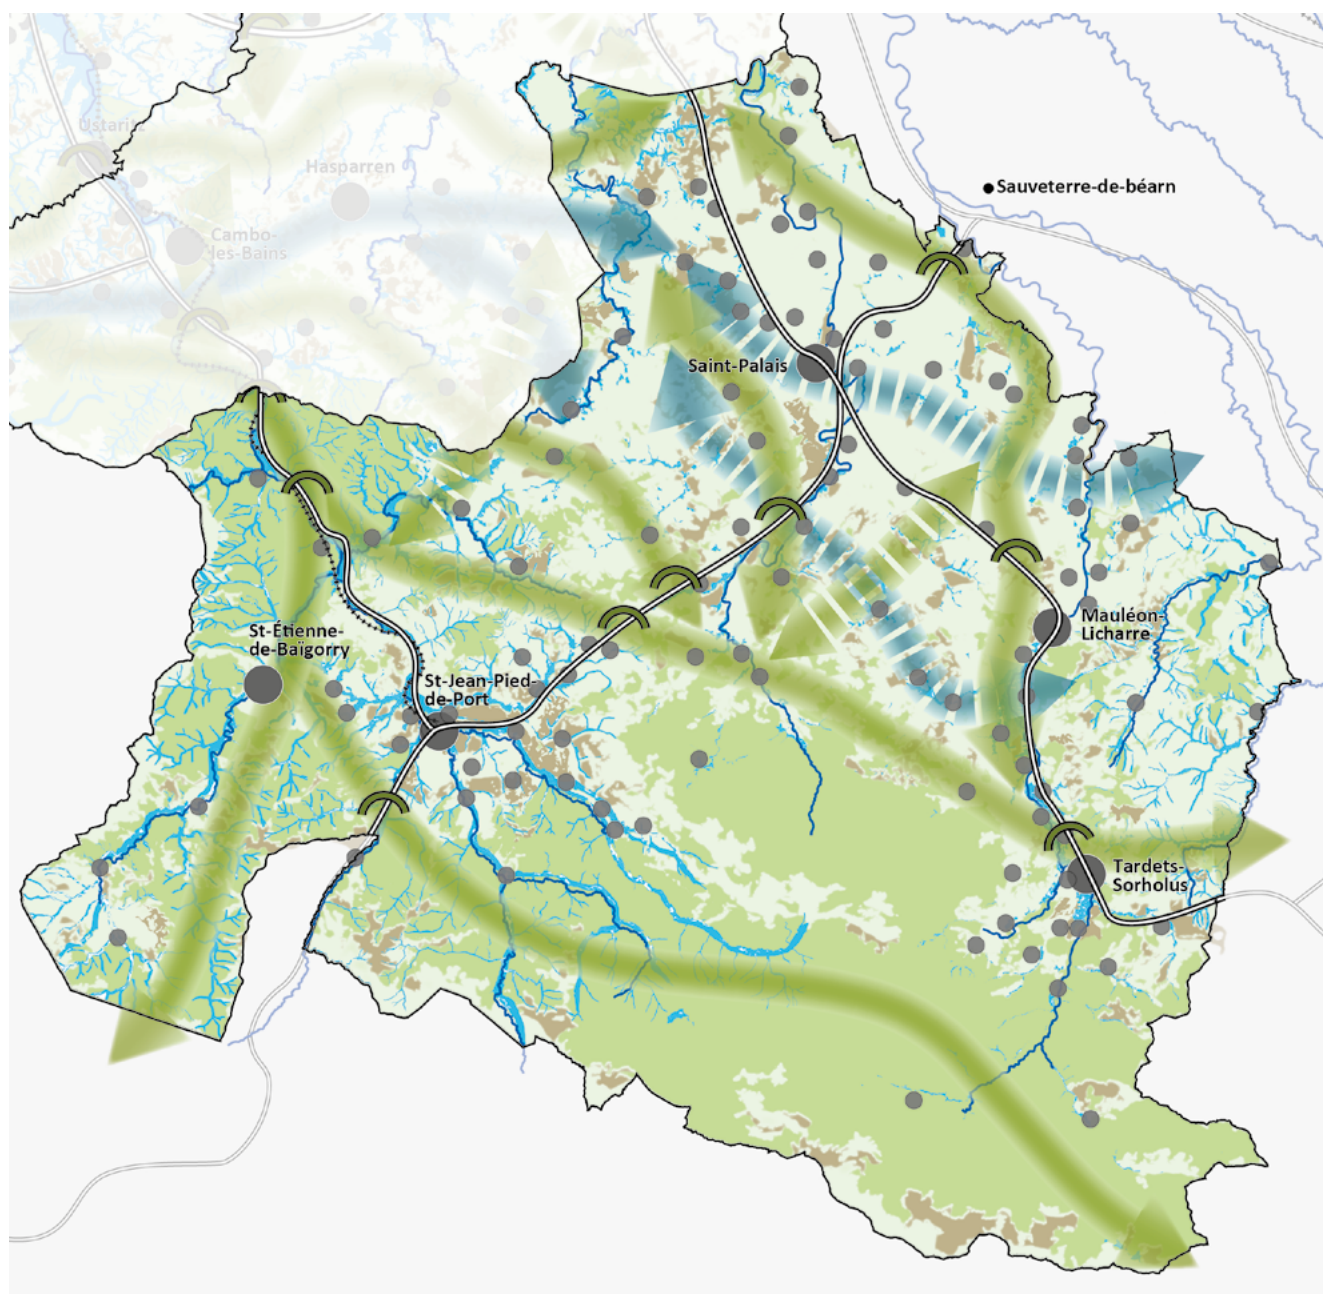 Ustaritz
Hasparren
Sauveterre-de-béarn
Cambo-
les-Bains
Saint-Palais
Mauléon-
Licharre
St-Étienne-
de-Baïgorry
St-Jean-Pied-
de-Port
Tardets-
Sorholus